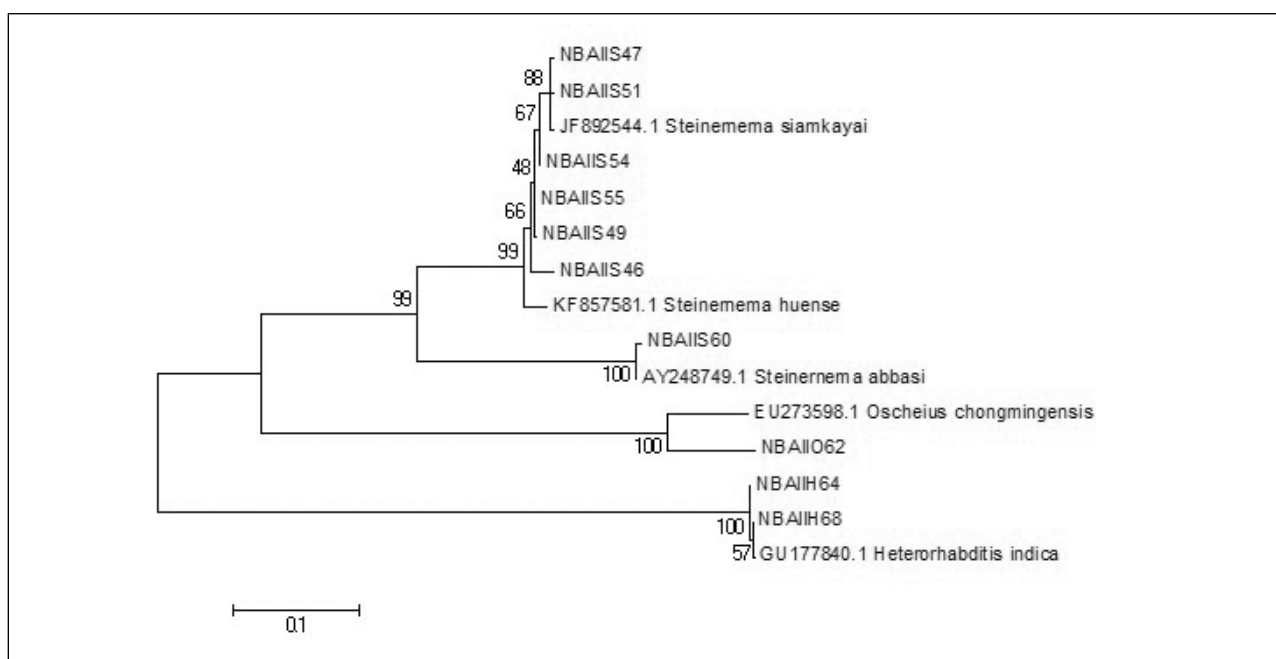 NBAIIS47
88
NBAIIS51
67
JF892544.1 Steinemema siamkayai
48
NBAIIS54
NBAIIS55
66
NBAIIS49
99
NBAIIS46
99
KF857581.1 Steinemema huense
NBAIIS60
100
AY248749.1 Steinernema abbasi
EU273598.1 Oscheius chongmingensis
100
NBAIIO62
NBAIIH64
100
NBAIIH68
57
GU177840.1 Heterorhabditis indica
0.1